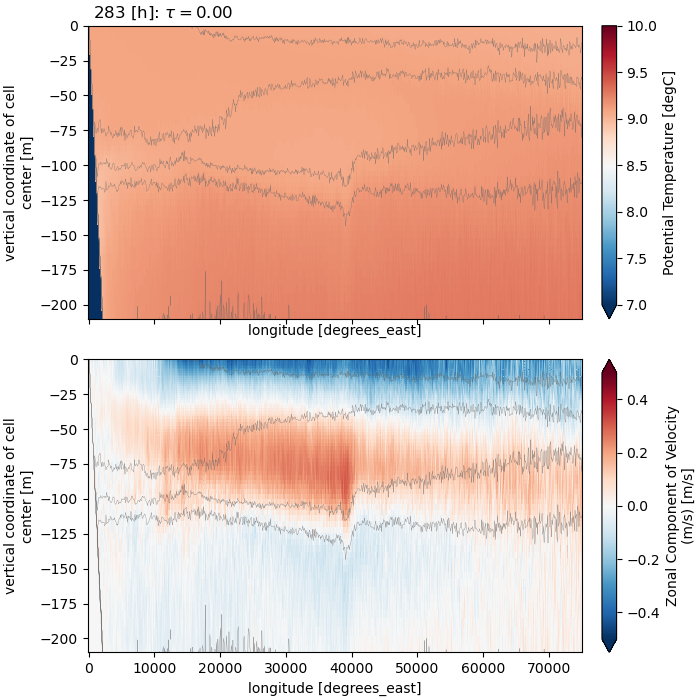 283 [h]: τ = 0.00
0
−25
−50
−75
−100
−125
−150
−175
−200
vertical coordinate of cell
center [m]
longitude [degrees_east]
10.0
9.5
9.0
8.5
8.0
7.5
7.0
Potential Temperature [degC]
0
−25
−50
−75
−100
−125
−150
−175
−200
vertical coordinate of cell
center [m]
0 10000 20000 30000 40000 50000 60000 70000
longitude [degrees_east]
0.4
0.2
0.0
−0.2
−0.4
Zonal Component of Velocity
(m/s) [m/s]